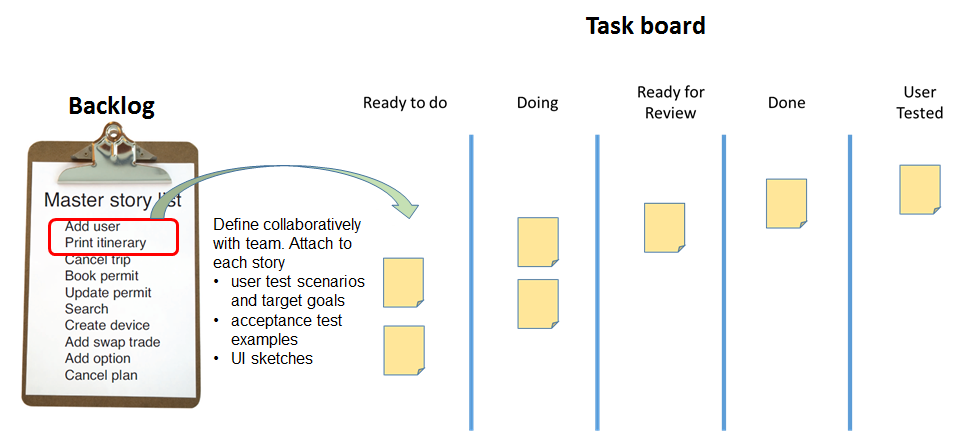 Task board
Backlog
Ready to do
Doing
Ready for
Review
Done
User
Tested
Master story list
Add user
Print itinerary
Cancel trip
Book permit
Update permit
Search
Create device
Add swap trade
Add option
Cancel plan
Define collaboratively
with team. Attach to
each story
• user test scenarios
and target goals
• acceptance test
examples
• UI sketches